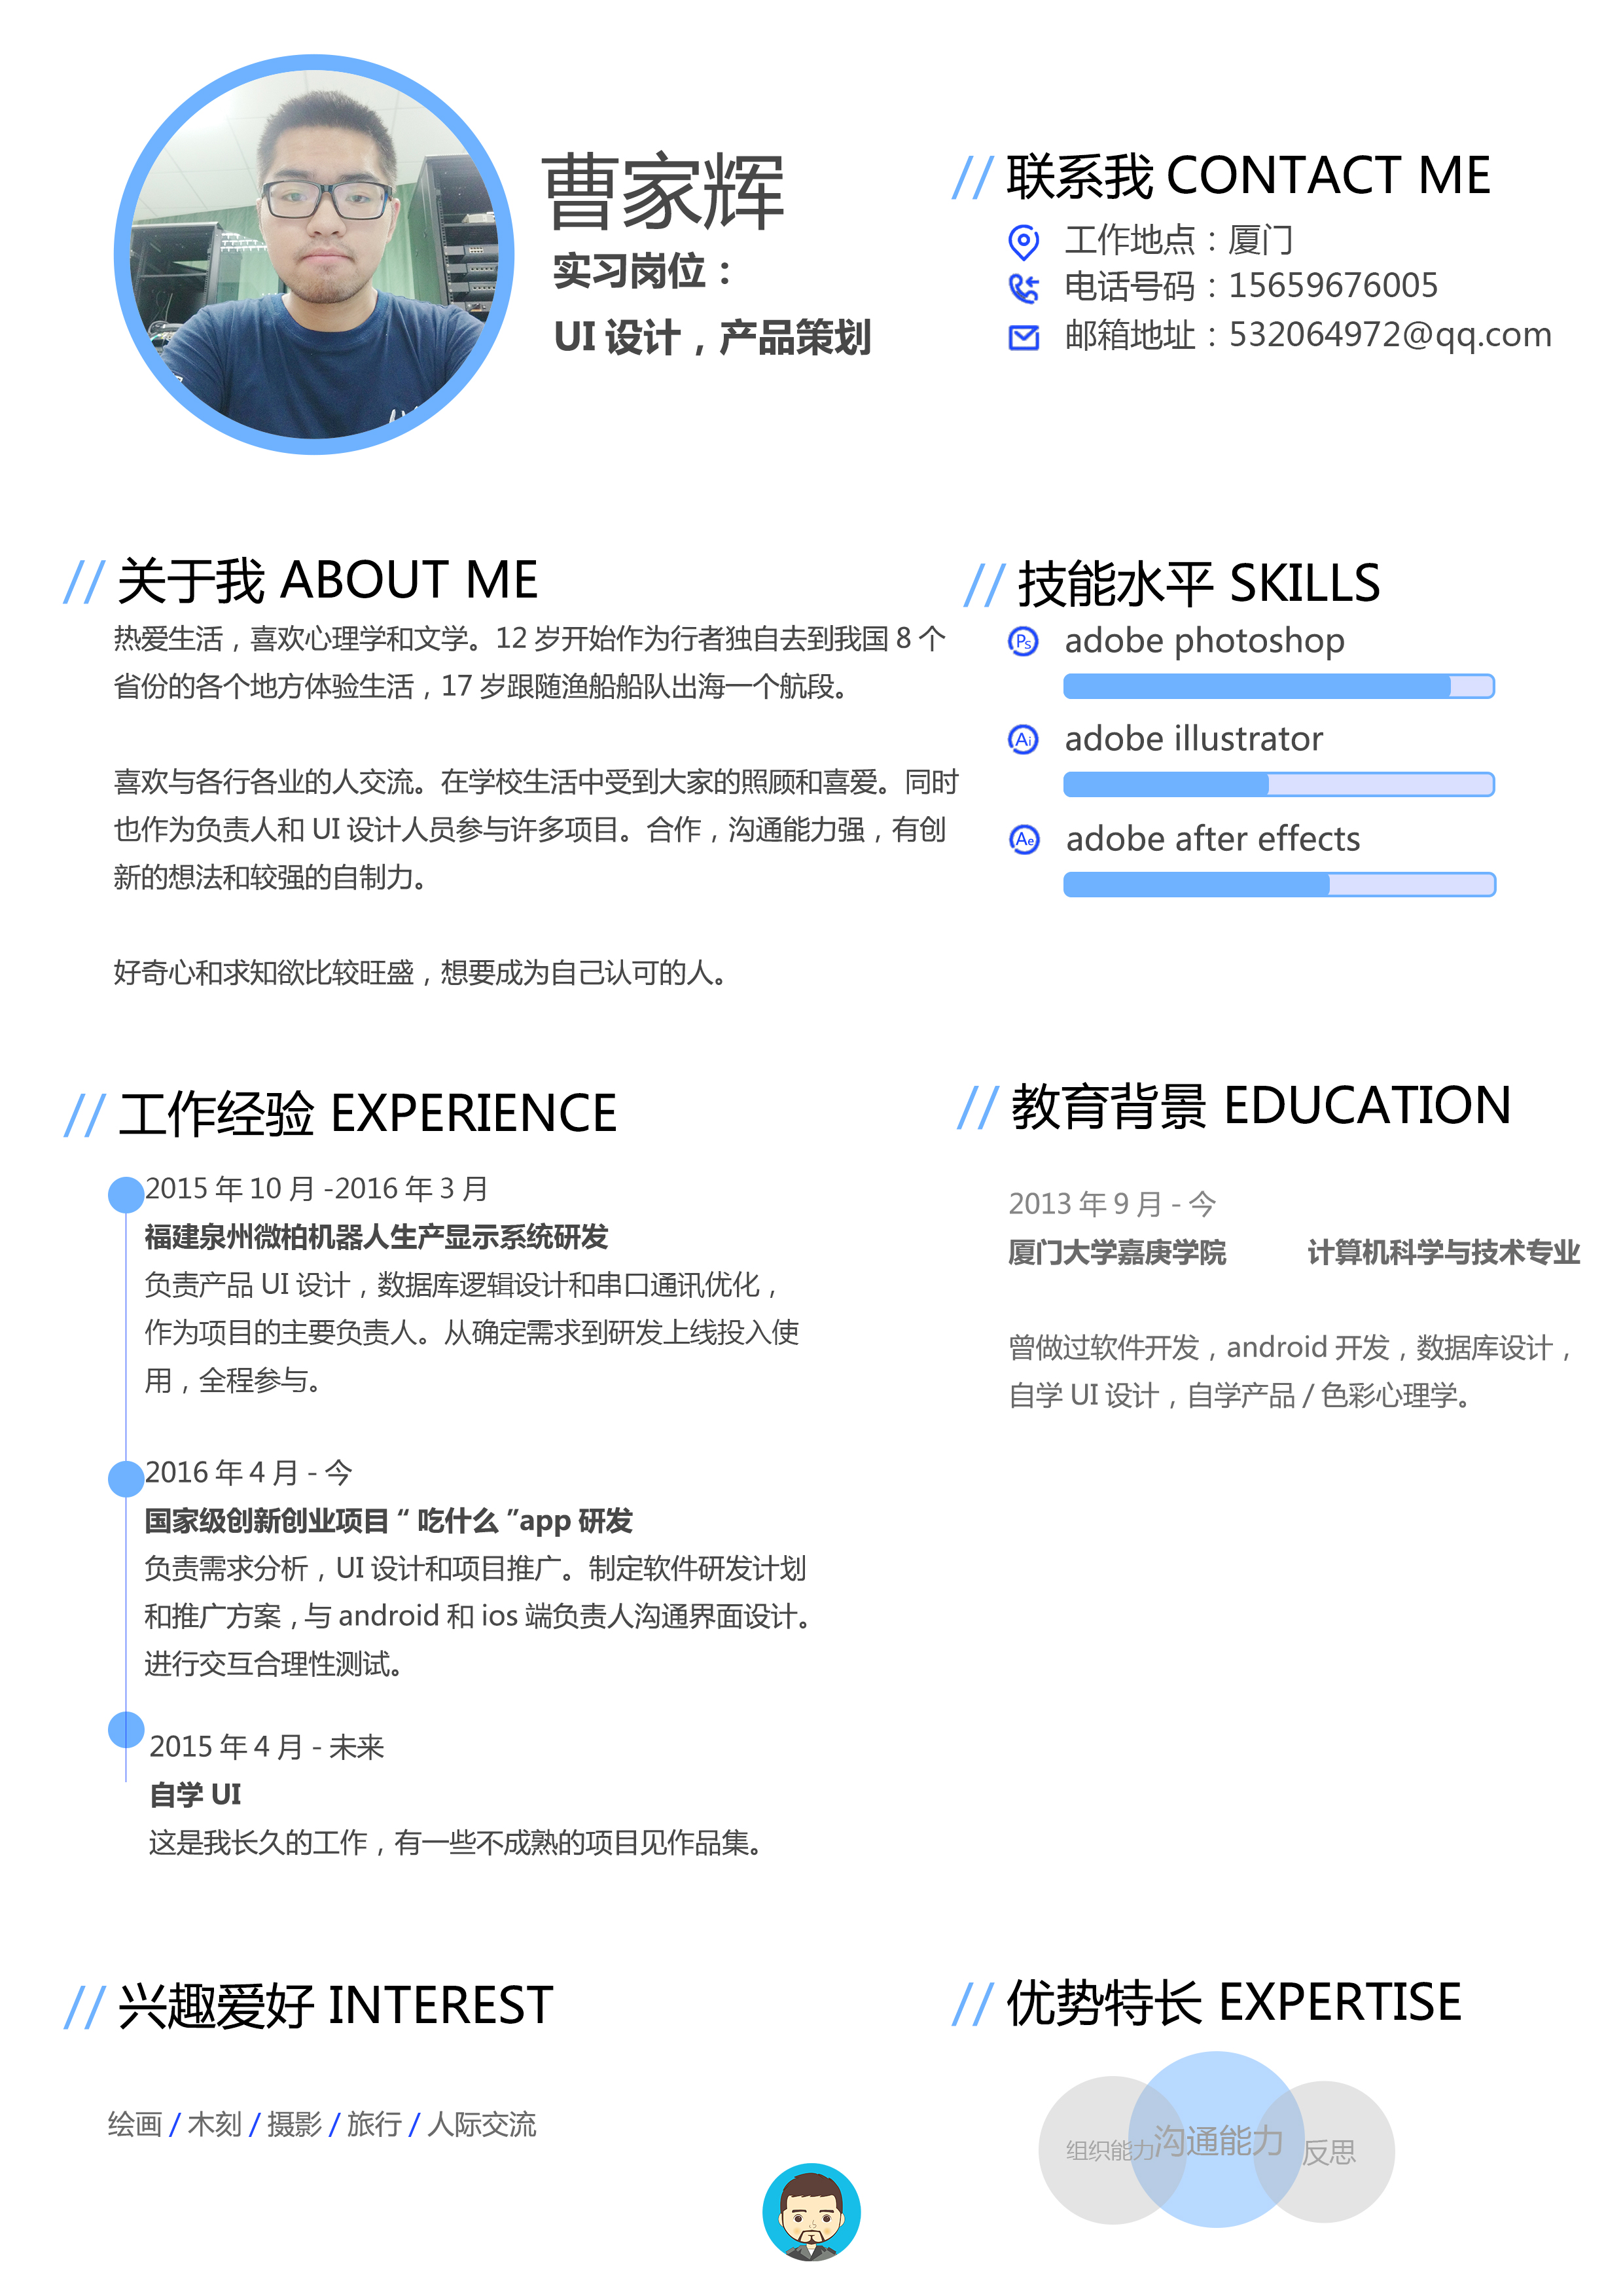 曹家辉
实习岗位：
UI 设计，产品策划
// 联系我 CONTACT ME
工作地点：厦门
电话号码：15659676005
邮箱地址：532064972@qq.com
// 关于我 ABOUT ME
热爱生活，喜欢心理学和文学。12 岁开始作为行者独自去到我国 8 个
省份的各个地方体验生活，17 岁跟随渔船船队出海一个航段。
喜欢与各行各业的人交流。在学校生活中受到大家的照顾和喜爱。同时
也作为负责人和 UI 设计人员参与许多项目。合作，沟通能力强，有创
新的想法和较强的自制力。
好奇心和求知欲比较旺盛，想要成为自己认可的人。
// 技能水平 SKILLS
Ps adobe photoshop
Ai adobe illustrator
Ae adobe after effects
// 工作经验 EXPERIENCE
2015 年 10 月 -2016 年 3 月
福建泉州微柏机器人生产显示系统研发
负责产品 UI 设计，数据库逻辑设计和串口通讯优化，
作为项目的主要负责人。从确定需求到研发上线投入使
用，全程参与。
2016 年 4 月 - 今
国家级创新创业项目“ 吃什么 ”app 研发
负责需求分析，UI 设计和项目推广。制定软件研发计划
和推广方案，与 android 和 ios 端负责人沟通界面设计。
进行交互合理性测试。
2015 年 4 月 - 未来
自学 UI
这是我长久的工作，有一些不成熟的项目见作品集。
// 教育背景 EDUCATION
2013 年 9 月 - 今
厦门大学嘉庚学院 计算机科学与技术专业
曾做过软件开发，android 开发，数据库设计，
自学 UI 设计，自学产品 / 色彩心理学。
// 兴趣爱好 INTEREST
绘画 / 木刻 / 摄影 / 旅行 / 人际交流
// 优势特长 EXPERTISE
组织能力 沟通能力 反思